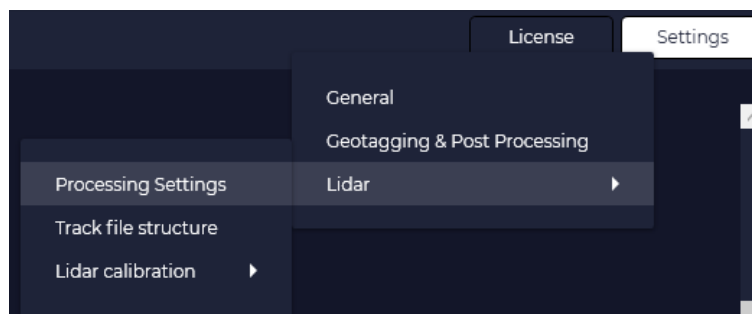 License
Settings
General
Geotagging & Post Processing
Lidar
Processing Settings
Track file structure
Lidar calibration